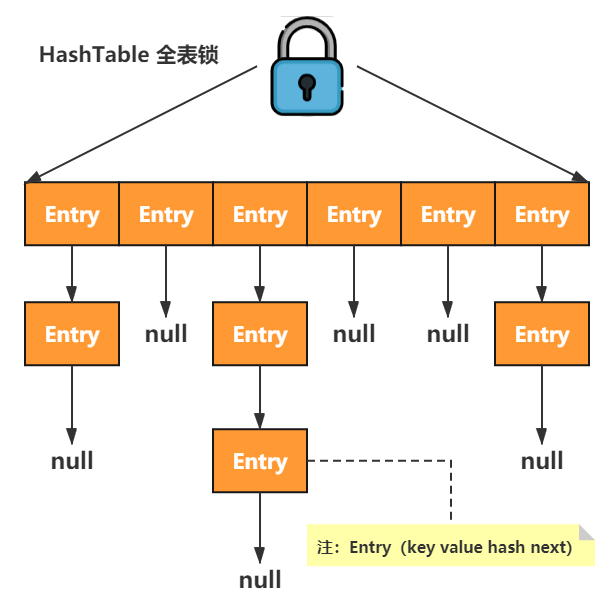 HashTable 全表锁
Entry Entry Entry Entry Entry Entry
Entry null Entry null null Entry
null Entry null
注：Entry（key value hash next)
null